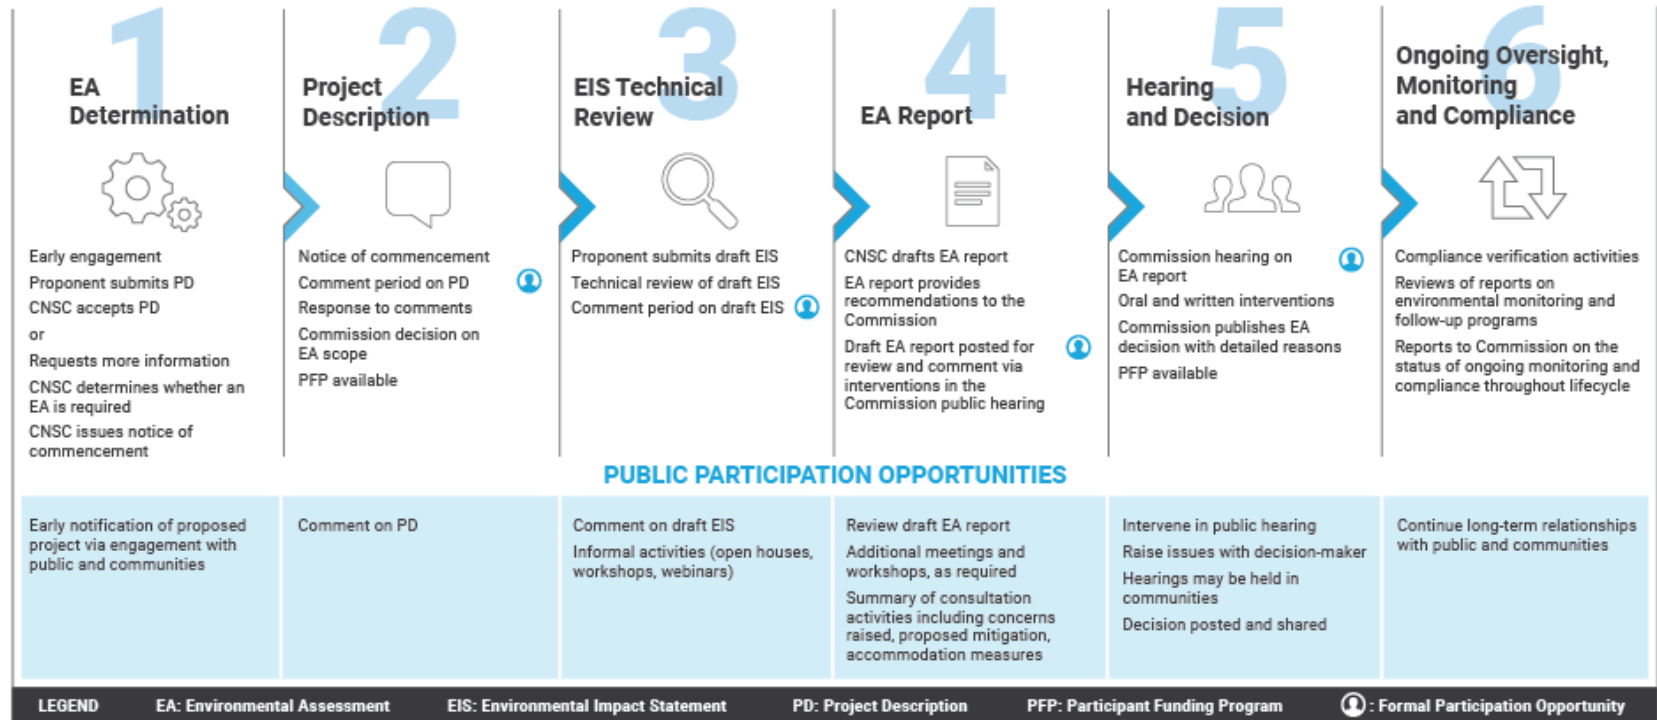 1
EA
Determination
Early engagement
Proponent submits PD
CNSC accepts PD
or
Requests more information
CNSC determines whether an
EA is required
CNSC issues notice of
commencement
2
Project
Description
Notice of commencement
Comment period on PD
Response to comments
Commission decision on
EA scope
PFP available
3
EIS Technical
Review
Proponent submits draft EIS
Technical review of draft EIS
Comment period on draft EIS
4
EA Report
CNSC drafts EA report
EA report provides
recommendations to the
Commission
Draft EA report posted for
review and comment via
interventions in the
Commission public hearing
5
Hearing
and Decision
Commission hearing on
EA report
Oral and written interventions
Commission publishes EA
decision with detailed reasons
PFP available
6
Ongoing Oversight,
Monitoring
and Compliance
Compliance verification activities
Reviews of reports on
environmental monitoring and
follow-up programs
Reports to Commission on the
status of ongoing monitoring and
compliance throughout lifecycle
PUBLIC PARTICIPATION OPPORTUNITIES
Early notification of proposed
project via engagement with
public and communities
Comment on PD
Comment on draft EIS
Informal activities (open houses,
workshops, webinars)
Review draft EA report
Additional meetings and
workshops, as required
Summary of consultation
activities including concerns
raised, proposed mitigation,
accommodation measures
Intervene in public hearing
Raise issues with decision-maker
Hearings may be held in
communities
Decision posted and shared
Continue long-term relationships
with public and communities
LEGEND EA: Environmental Assessment EIS: Environmental Impact Statement PD: Project Description PFP: Participant Funding Program : Formal Participation Opportunity